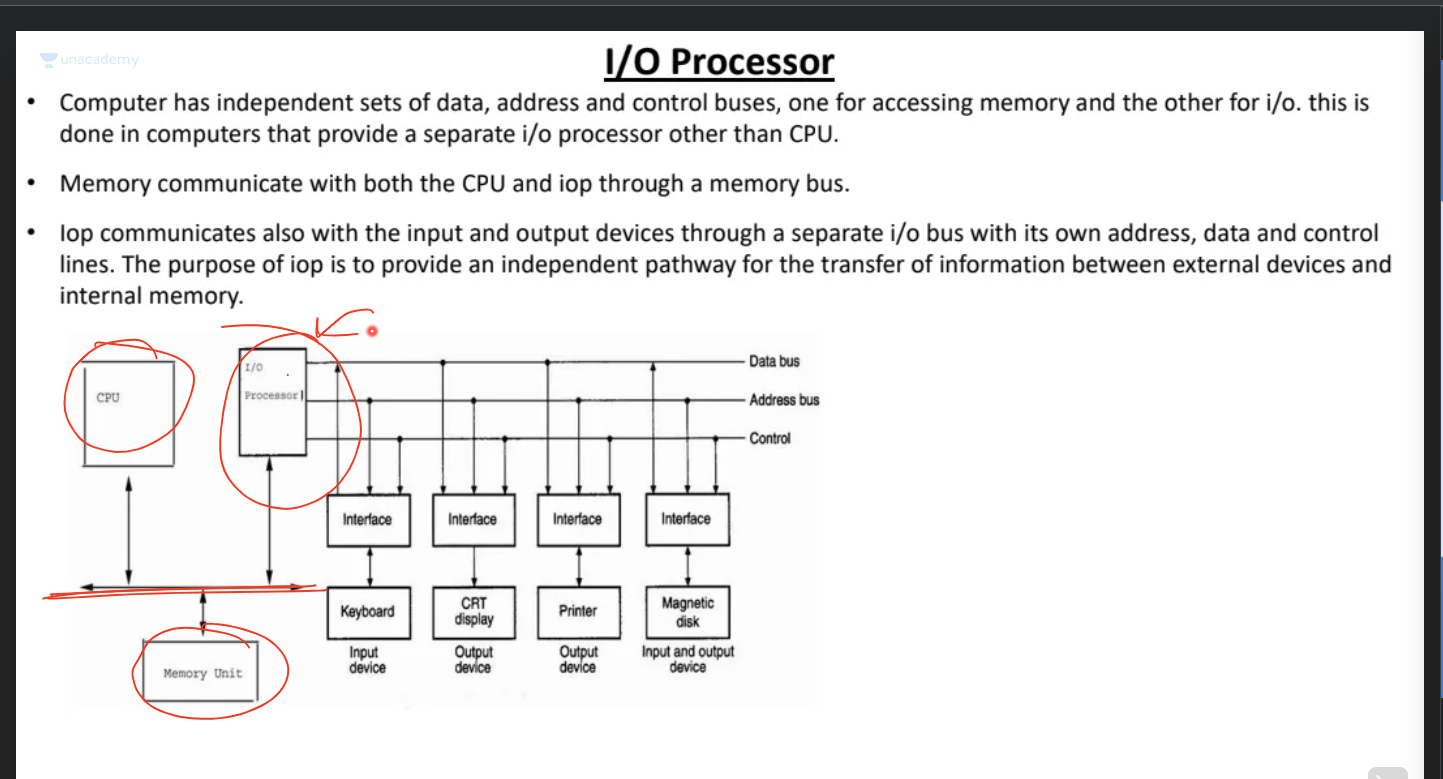 unacademy
I/O Processor
• Computer has independent sets of data, address and control buses, one for accessing memory and the other for i/o. this is
done in computers that provide a separate i/o processor other than CPU.
• Memory communicate with both the CPU and iop through a memory bus.
• Iop communicates also with the input and output devices through a separate i/o bus with its own address, data and control
lines. The purpose of iop is to provide an independent pathway for the transfer of information between external devices and
internal memory.
CPU
I/O
Processor
Data bus
Address bus
Control
Interface
Interface
Interface
Interface
Keyboard
CRT
display
Printer
Magnetic
disk
Input
device
Output
device
Output
device
Input and output
device
Memory Unit